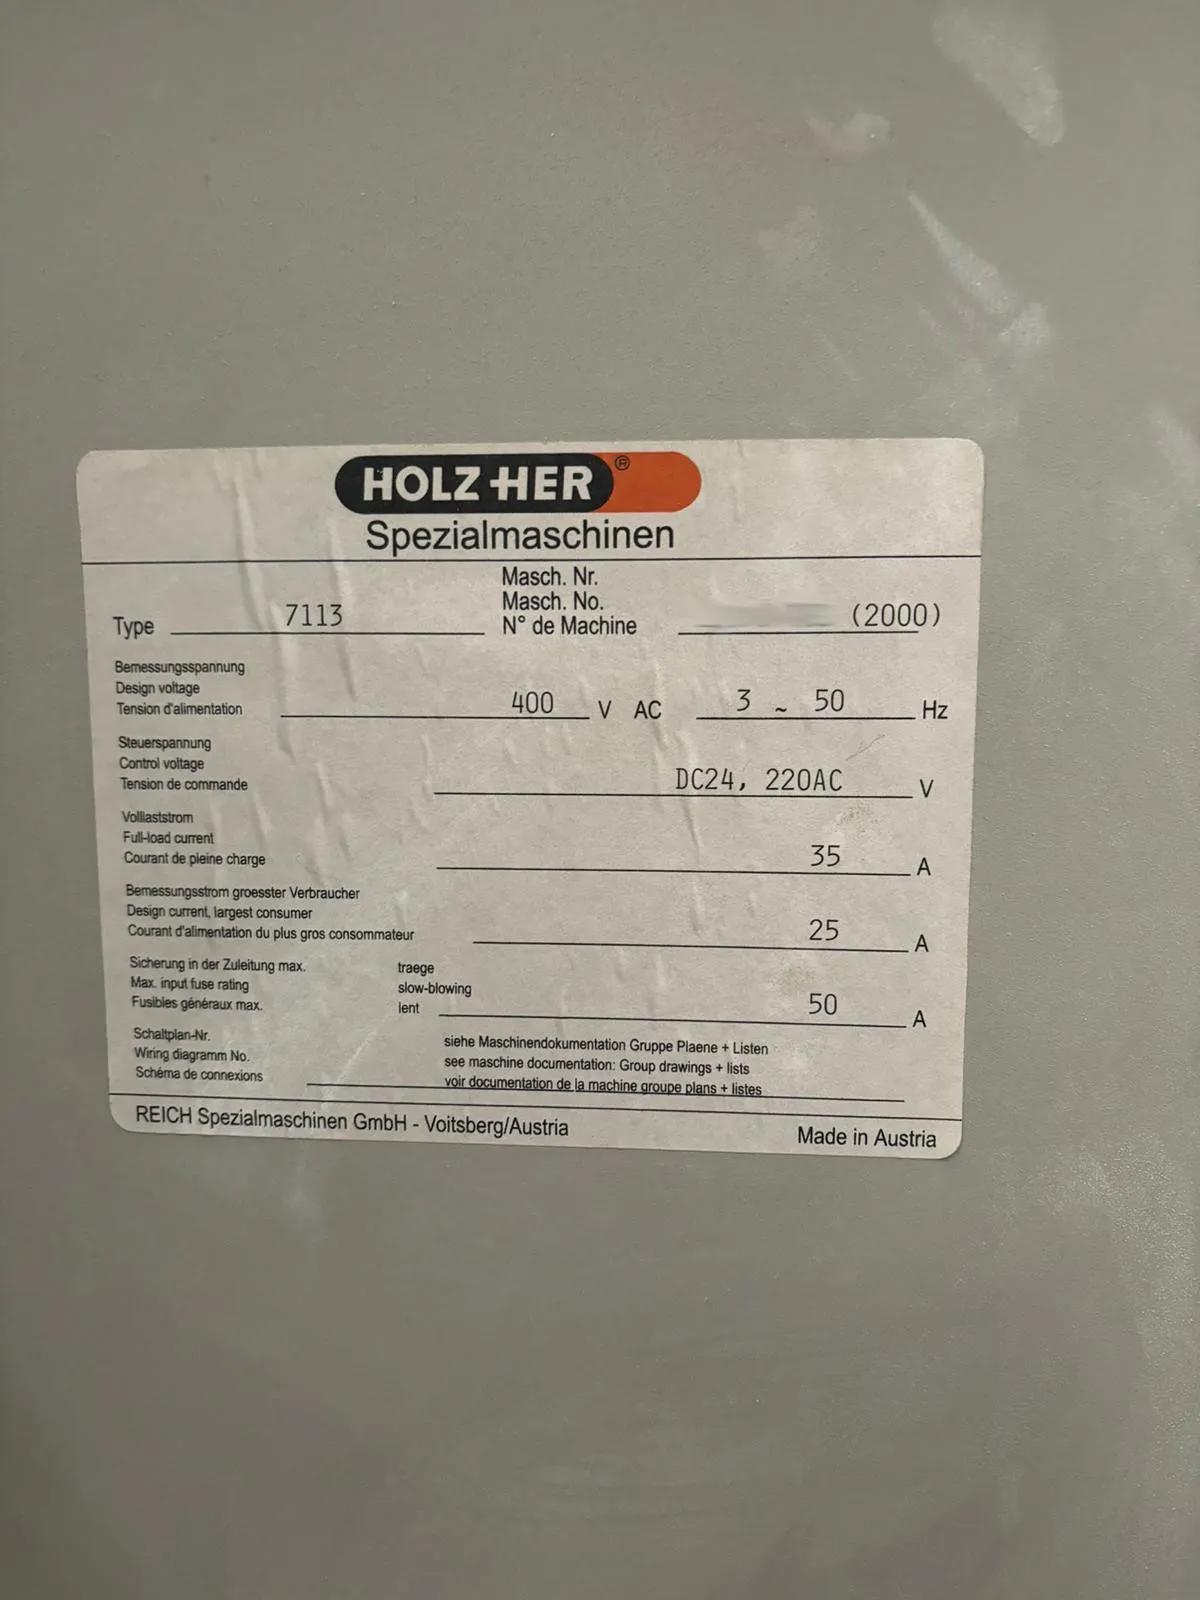 HOLZ-HER ®
Spezialmaschinen
Masch. Nr.
Masch. No.
Type 7113 N° de Machine (2000)
Bemessungsspannung
Design voltage
Tension d'alimentation 400 V AC 3 ~ 50 Hz
Steuerspannung
Control voltage
Tension de commande DC24, 220AC V
Vollaststrom
Full-load current
Courant de pleine charge 35 A
Bemessungsstrom groesster Verbraucher
Design current, largest consumer
Courant d'alimentation du plus gros consommateur 25 A
Sicherung in der Zuleitung max. traege
Max. input fuse rating slow-blowing
Fusibles généraux max. lent 50 A
Schaltplan-Nr. siehe Maschinendokumentation Gruppe Plaene + Listen
Wiring diagramm No. see maschine documentation: Group drawings + lists
Schéma de connexions voir documentation de la machine groupe plans + listes
REICH Spezialmaschinen GmbH - Voitsberg/Austria Made in Austria